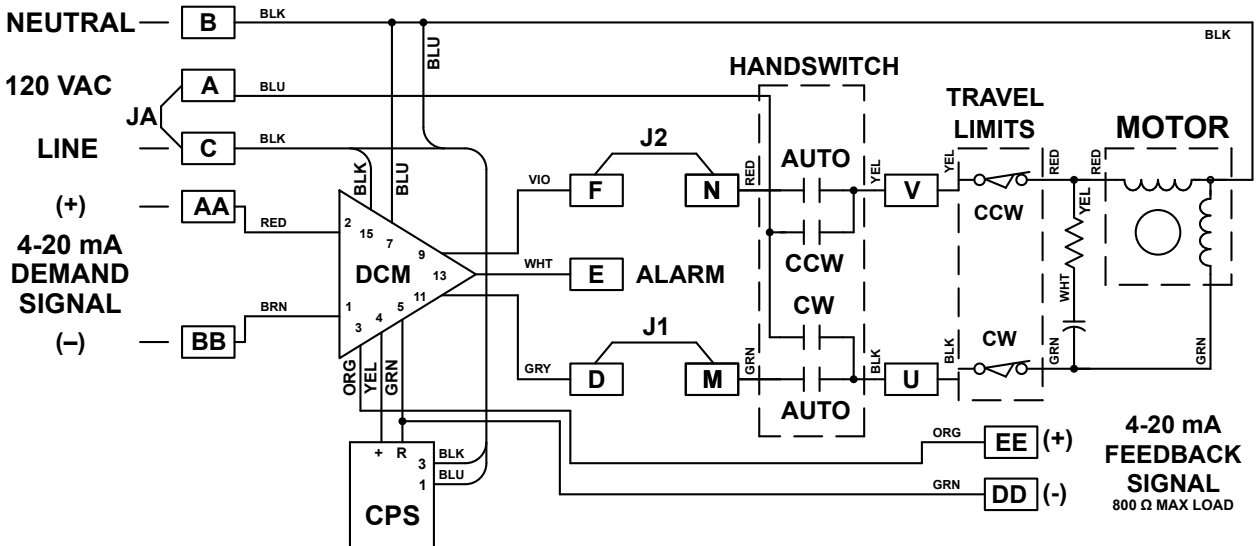 NEUTRAL
B
BLK
BLK
BLU
120 VAC
A
BLU
JA
LINE
C
BLK
BLK
BLU
HANDSWITCH
TRAVEL
LIMITS
MOTOR
J2
AUTO
VIO
F
N
RED
YEL
V
YEL
RED
RED
YEL
CCW
CCW
(+)
AA
RED
4-20 mA
DEMAND
SIGNAL
(–)
BB
BRN
2
15
7
9
DCM
13
11
1
5
4
3
WHT
E
ALARM
CW
J1
GRY
D
M
GRN
BLK
U
BLK
CW
WHT
GRN
GRN
AUTO
ORG
YEL
GRN
+
R
3
BLK
1
BLU
CPS
ORG
EE
(+)
GRN
DD
(-)
4-20 mA
FEEDBACK
SIGNAL
800 Ω MAX LOAD